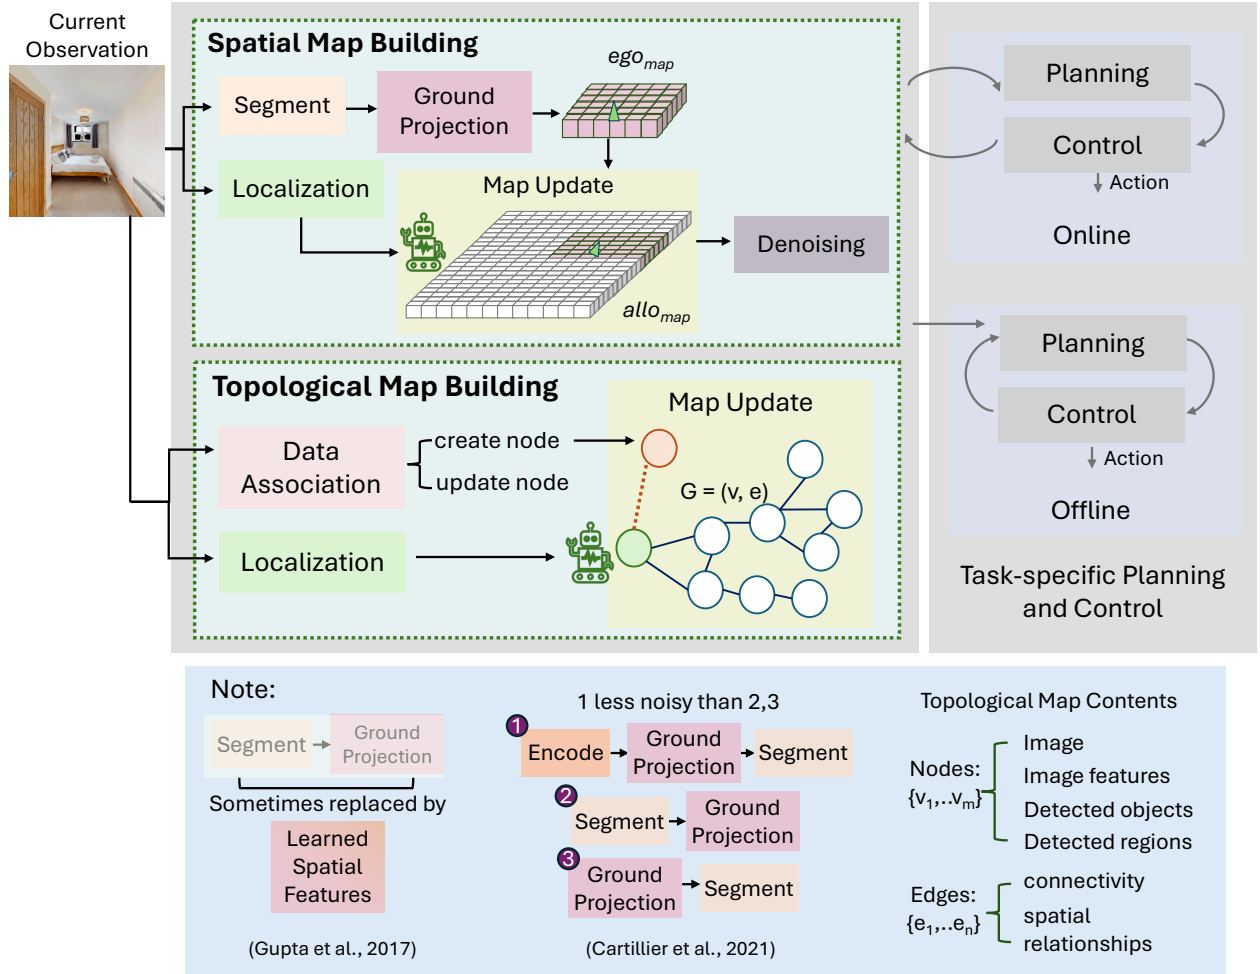 Current
Observation
Spatial Map Building
Segment
Ground
Projection
ego map
Localization
Map Update
allo map
Denoising
Planning
Control
Action
Online
Topological Map Building
Data
Association
create node
update node
Localization
Map Update
G = (v, e)
Planning
Control
Action
Offline
Task-specific Planning
and Control
Note:
Segment
Ground
Projection
Sometimes replaced by
Learned
Spatial
Features
(Gupta et al., 2017)
1 less noisy than 2,3
1
Encode
Ground
Projection
Segment
2
Segment
Ground
Projection
3
Ground
Projection
Segment
(Cartillier et al., 2021)
Topological Map Contents
Nodes:
{v1,..vm}
Image
Image features
Detected objects
Detected regions
Edges:
{e1,..en}
connectivity
spatial
relationships